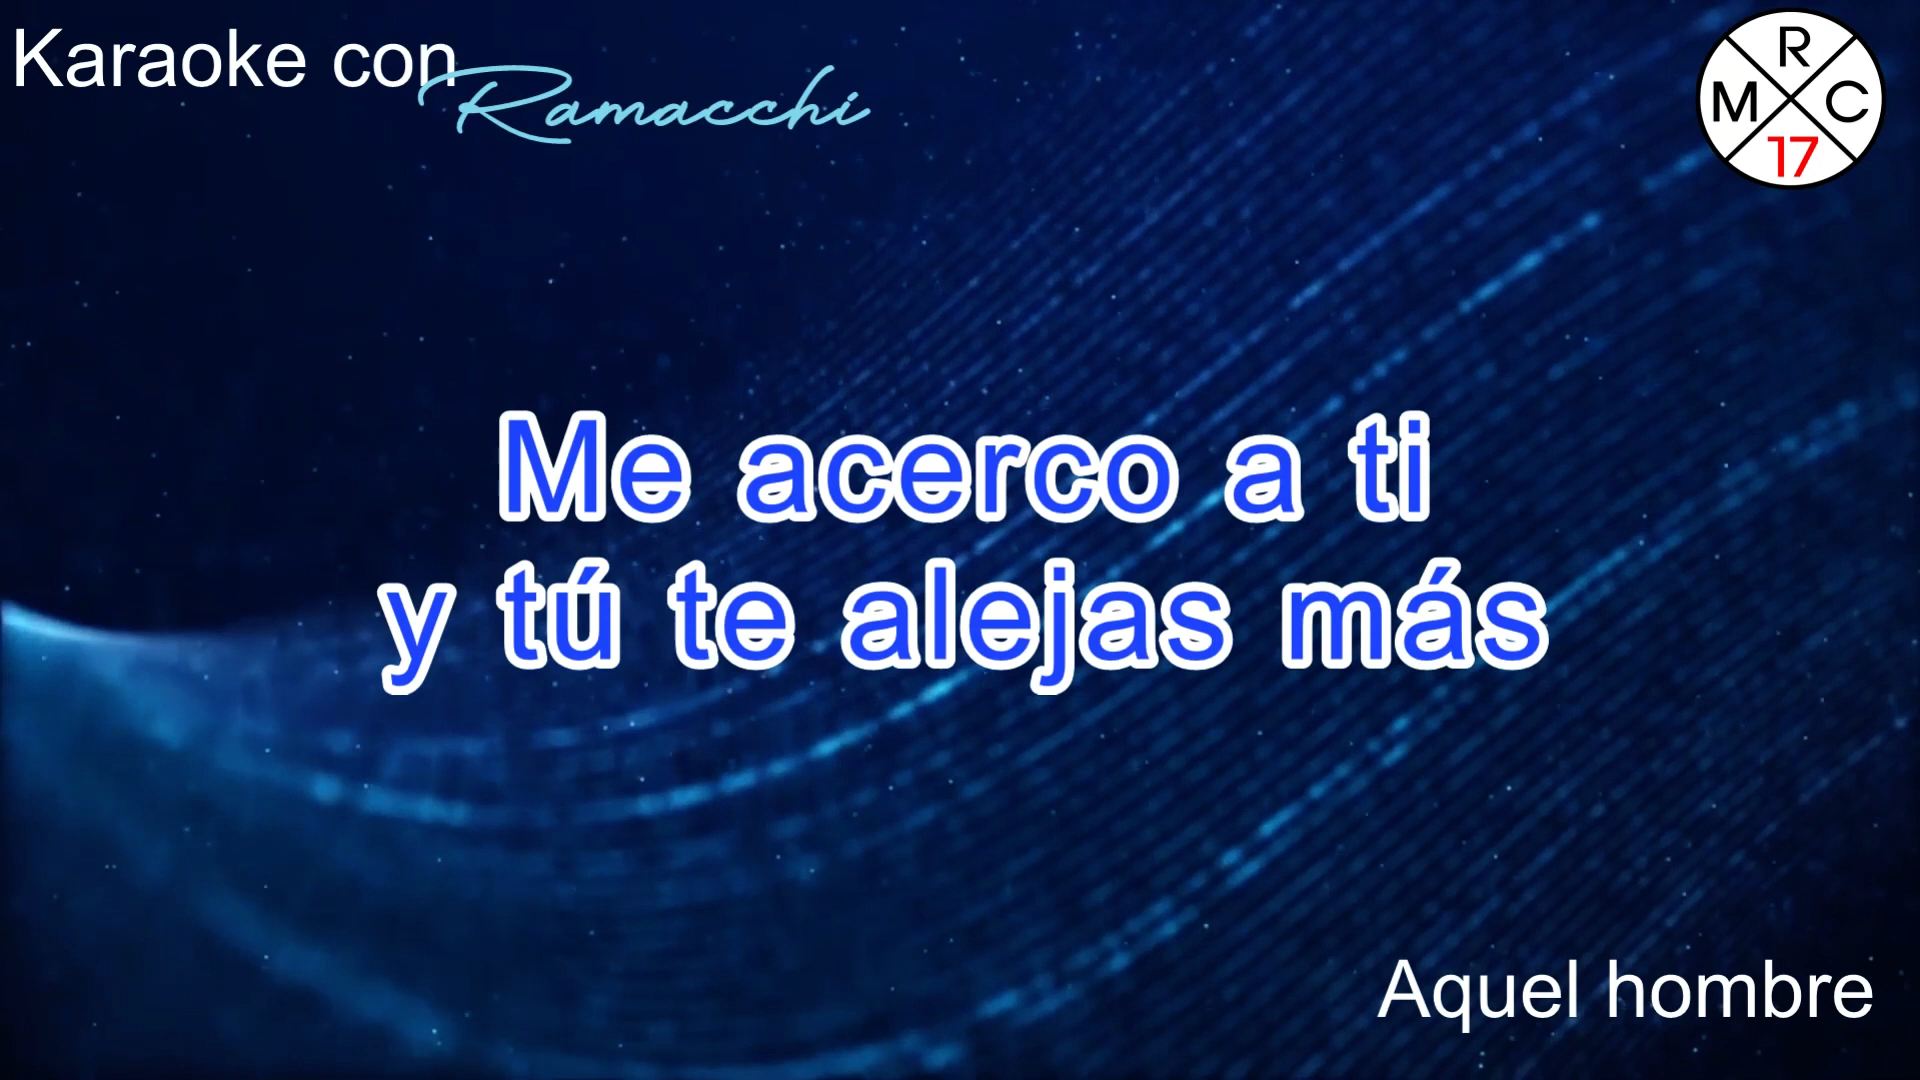 Karaoke con
Ramacchi
R
M C
17
Me acerco a ti
y tú te alejas más
Aquel hombre